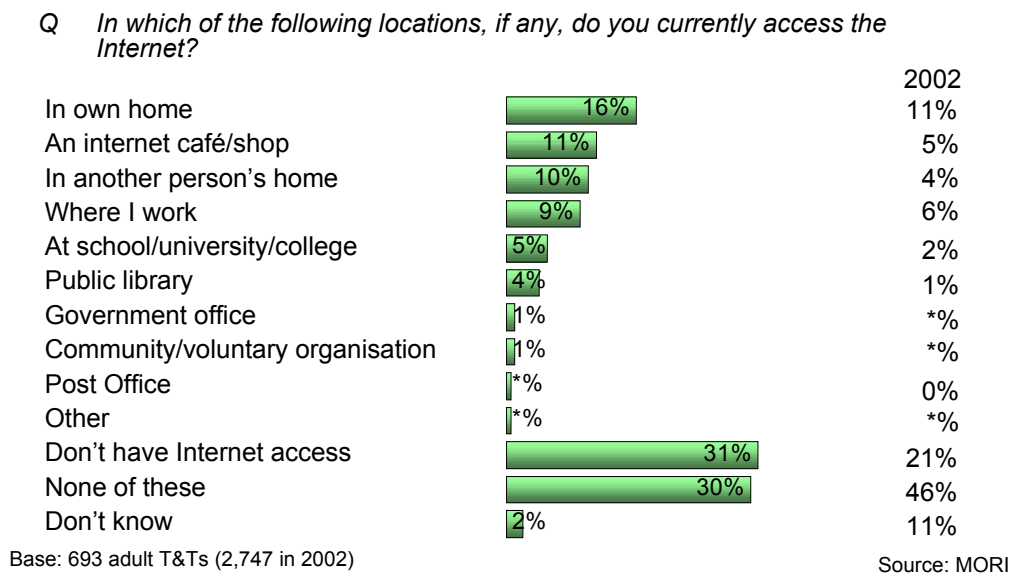 Q In which of the following locations, if any, do you currently access the
Internet?
2002
In own home 16% 11%
An internet café/shop 11% 5%
In another person's home 10% 4%
Where I work 9% 6%
At school/university/college 5% 2%
Public library 4% 1%
Government office 1% *%
Community/voluntary organisation 1% *%
Post Office *% 0%
Other *% *%
Don't have Internet access 31% 21%
None of these 30% 46%
Don't know 2% 11%
Base: 693 adult T&Ts (2,747 in 2002)
Source: MORI